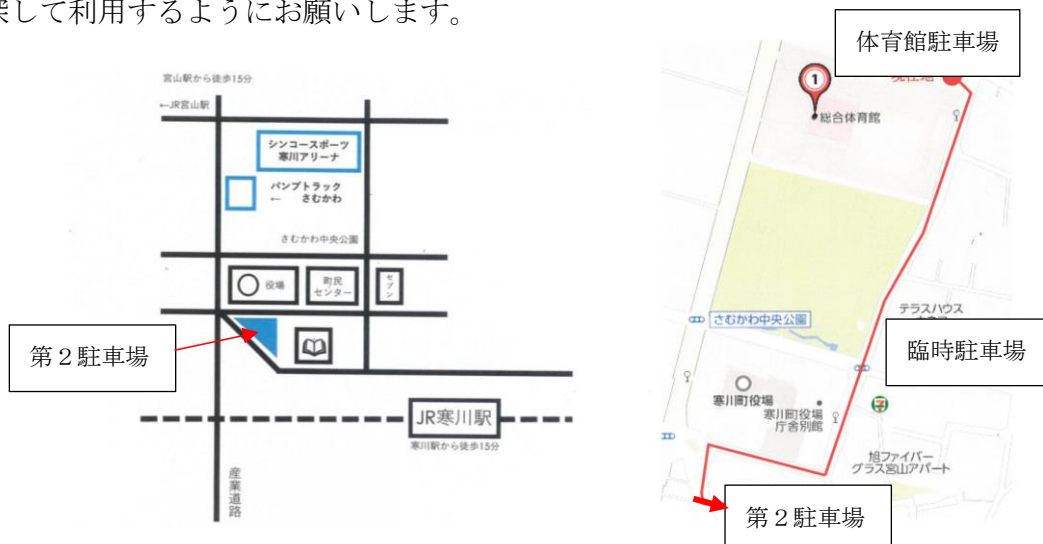 探して利用するようにお願いします。
宮山駅から徒歩15分
←JR宮山駅
シンコースポーツ
寒川アリーナ
パンプトラック
← さむかわ
さむかわ中央公園
役場
町民
センター
セブン
第２駐車場
JR寒川駅
寒川駅から徒歩15分
産業道路
体育館駐車場
1
総合体育館
テラスハウス
さむかわ中央公園
臨時駐車場
寒川町役場
寒川町役場
庁舎別館
7
旭ファイバー
グラス宮山アパート
第２駐車場